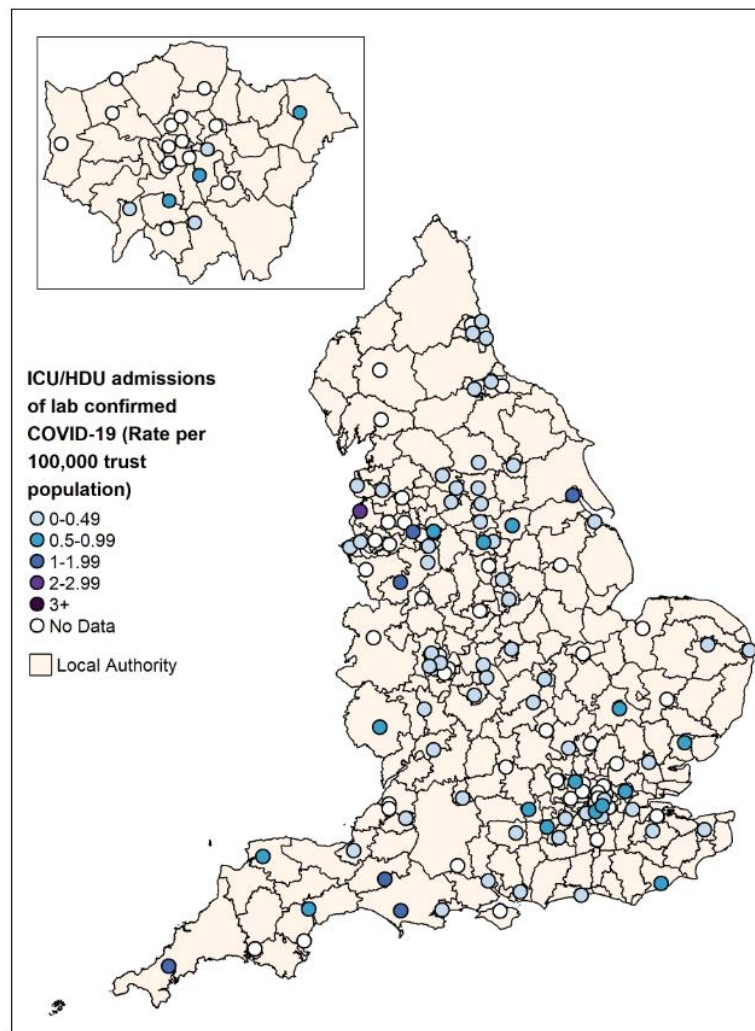 ICU/HDU admissions
of lab confirmed
COVID-19 (Rate per
100,000 trust
population)
0-0.49
0.5-0.99
1-1.99
2-2.99
3+
No Data
Local Authority